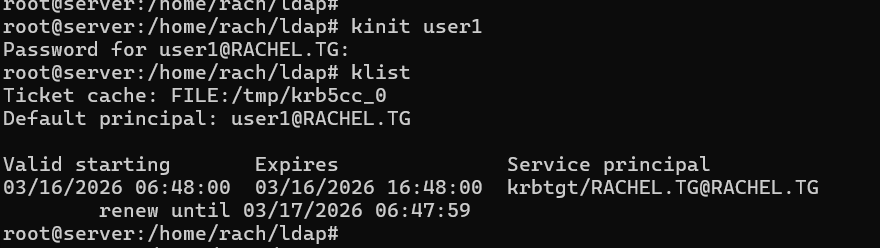 root@server:/home/rach/ldap#
root@server:/home/rach/ldap# kinit user1
Password for user1@RACHEL.TG:
root@server:/home/rach/ldap# klist
Ticket cache: FILE:/tmp/krb5cc_0
Default principal: user1@RACHEL.TG
Valid starting       Expires              Service principal
03/16/2026 06:48:00  03/16/2026 16:48:00  krbtgt/RACHEL.TG@RACHEL.TG
        renew until 03/17/2026 06:47:59
root@server:/home/rach/ldap#